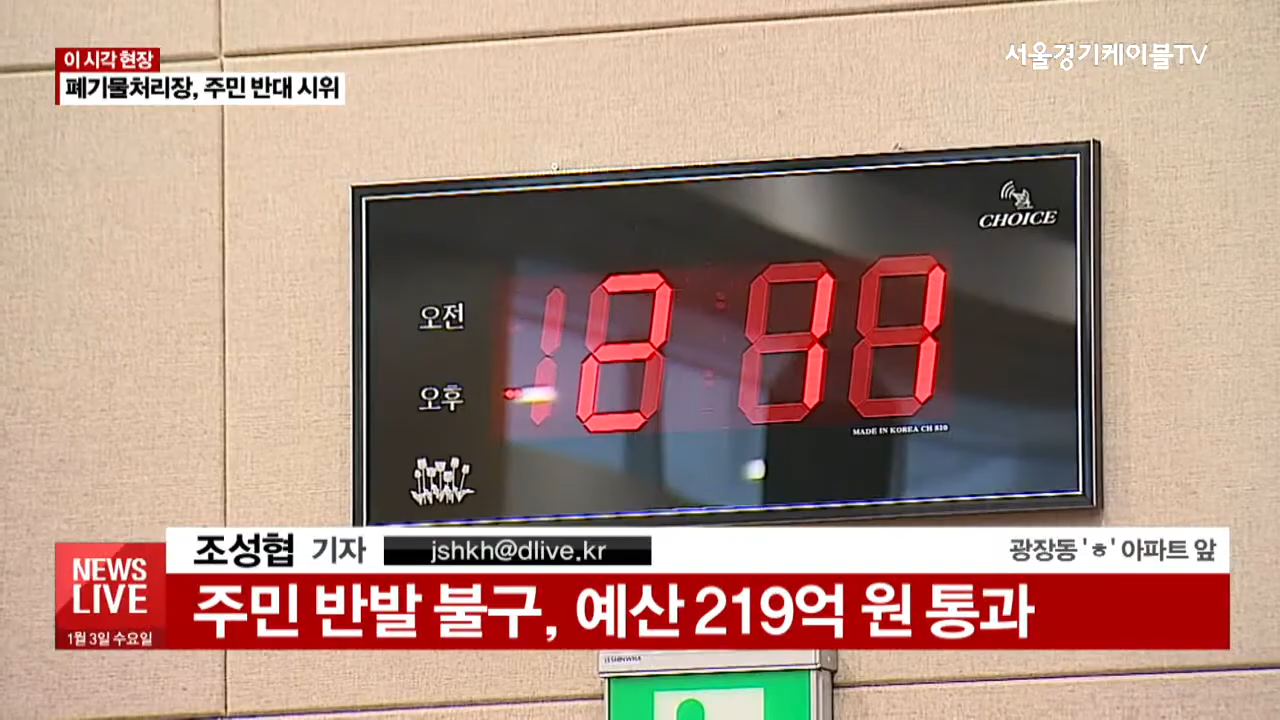 이 시각 현장
서울경기케이블TV
폐기물처리장, 주민 반대 시위
CHOICE
오전
2:11
오후
MADE IN KOREA CH 810
조성협 기자
jshkh@dlive.kr
광장동 'ㅎ' 아파트 앞
NEWS
LIVE
1월 3일 수요일
주민 반발 불구, 예산 219억 원 통과